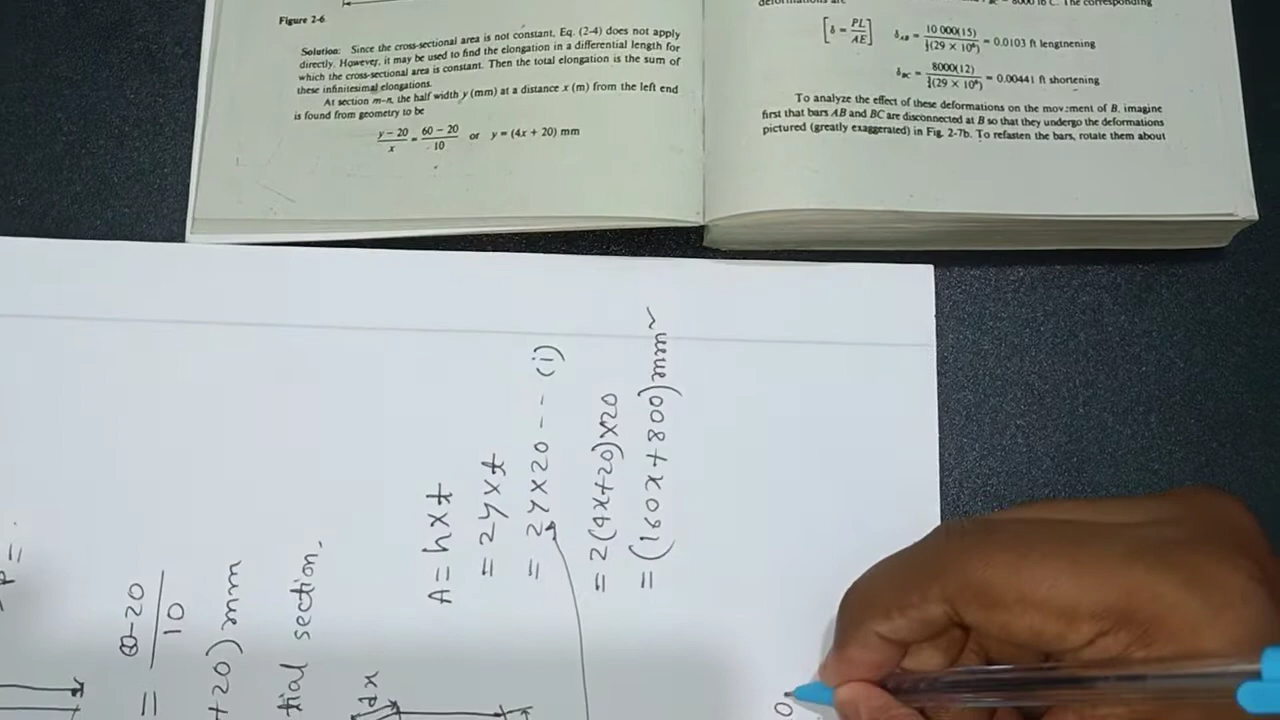 Figure 2-6
Solution: Since the cross-sectional area is not constant, Eq. (2-4) does not apply
directly. However, it may be used to find the elongation in a differential length for
which the cross-sectional area is constant. Then the total elongation is the sum of
these infinitesimal elongations.
At section m-n, the half width y (mm) at a distance x (m) from the left end
is found from geometry to be
(y − 20)/x = (60 − 20)/10 or y = (4x + 20) mm
deformations are
[δ = PL/AE] δAB = 10 000(15)/ (29 × 10⁶) = 0.0103 ft lengthening
δBC = 8000(12)/ (29 × 10⁶) = 0.00441 ft shortening
To analyze the effect of these deformations on the movement of B, imagine
first that bars AB and BC are disconnected at B so that they undergo the deformations
pictured (greatly exaggerated) in Fig. 2-7b. To refasten the bars, rotate them about
P =
= 60-20/10
+20) mm
tial section.
dx
A = h×t
= 2y×t
= 2y×20 --- (i)
= 2(4x+20)×20
= (160x+800)mm~
0